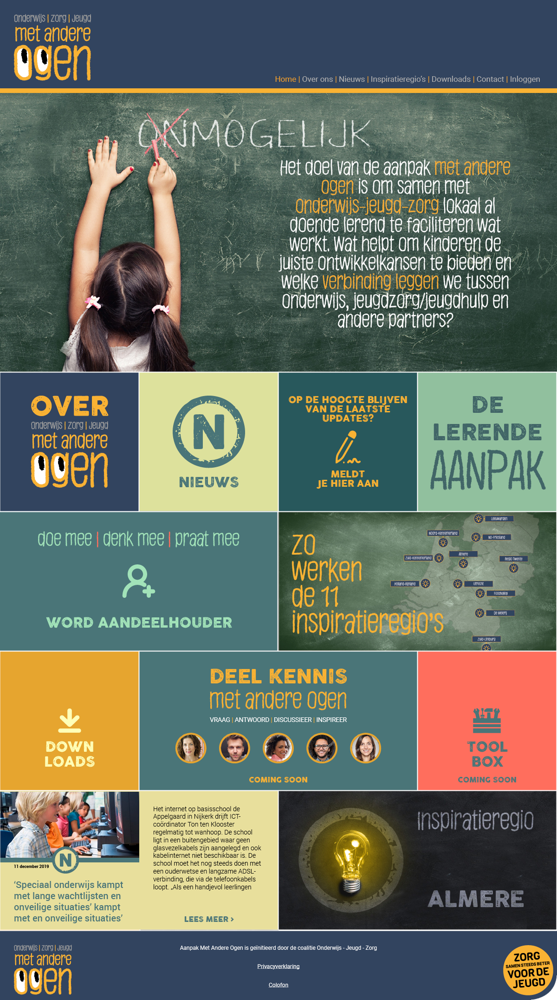 Onderwijs | Zorg | Jeugd
met andere
ogen
Home | Over ons | Nieuws | Inspiratieregio's | Downloads | Contact | Inloggen
ONMOGELIJK
Het doel van de aanpak met andere
ogen is om samen met
onderwijs-jeugd-zorg lokaal al
doende lerend te faciliteren wat
werkt. Wat helpt om kinderen de
juiste ontwikkelkansen te bieden en
welke verbinding leggen we tussen
onderwijs, jeugdzorg/jeugdhulp en
andere partners?
OVER
Onderwijs | Zorg | Jeugd
met andere
ogen
N
NIEUWS
OP DE HOOGTE BLIJVEN
VAN DE LAATSTE
UPDATES?
MELDT
JE HIER AAN
DE
LERENDE
AANPAK
doe mee | denk mee | praat mee
WORD AANDEELHOUDER
zo
werken
de 11
inspiratieregio's
Leeuwarden
Noord-Kennemerland
NO-Friesland
Almere
Zuid-Kennemerland
Regio Twente
Holland-Rijnland
Utrecht
Foodvalley
De Meierij
Zuid-Limburg
DOWN
LOADS
DEEL KENNIS
met andere ogen
VRAAG | ANTWOORD | DISCUSSIEER | INSPIREER
COMING SOON
TOOL
BOX
COMING SOON
N
11 december 2019
‘Speciaal onderwijs kampt
met lange wachtlijsten en
onveilige situaties’ kampt
met en onveilige situaties’
Het internet op basisschool de
Appelgaard in Nijkerk drijft ICT-
coördinator Ton ten Klooster
regelmatig tot wanhoop. De school
ligt in een buitengebied waar geen
glasvezelkabels zijn aangelegd en ook
kabelinternet niet beschikbaar is. De
school moet het nog steeds doen met
een ouderwetse en langzame ADSL-
verbinding, die via de telefoonkabels
loopt. „Als een handjevol leerlingen
LEES MEER >
Inspiratieregio
ALMERE
Onderwijs | Zorg | Jeugd
met andere
ogen
Aanpak Met Andere Ogen is geïnitieerd door de coalitie Onderwijs - Jeugd - Zorg
Privacyverklaring
Colofon
ZORG
SAMEN STEEDS BETER
VOOR DE
JEUGD